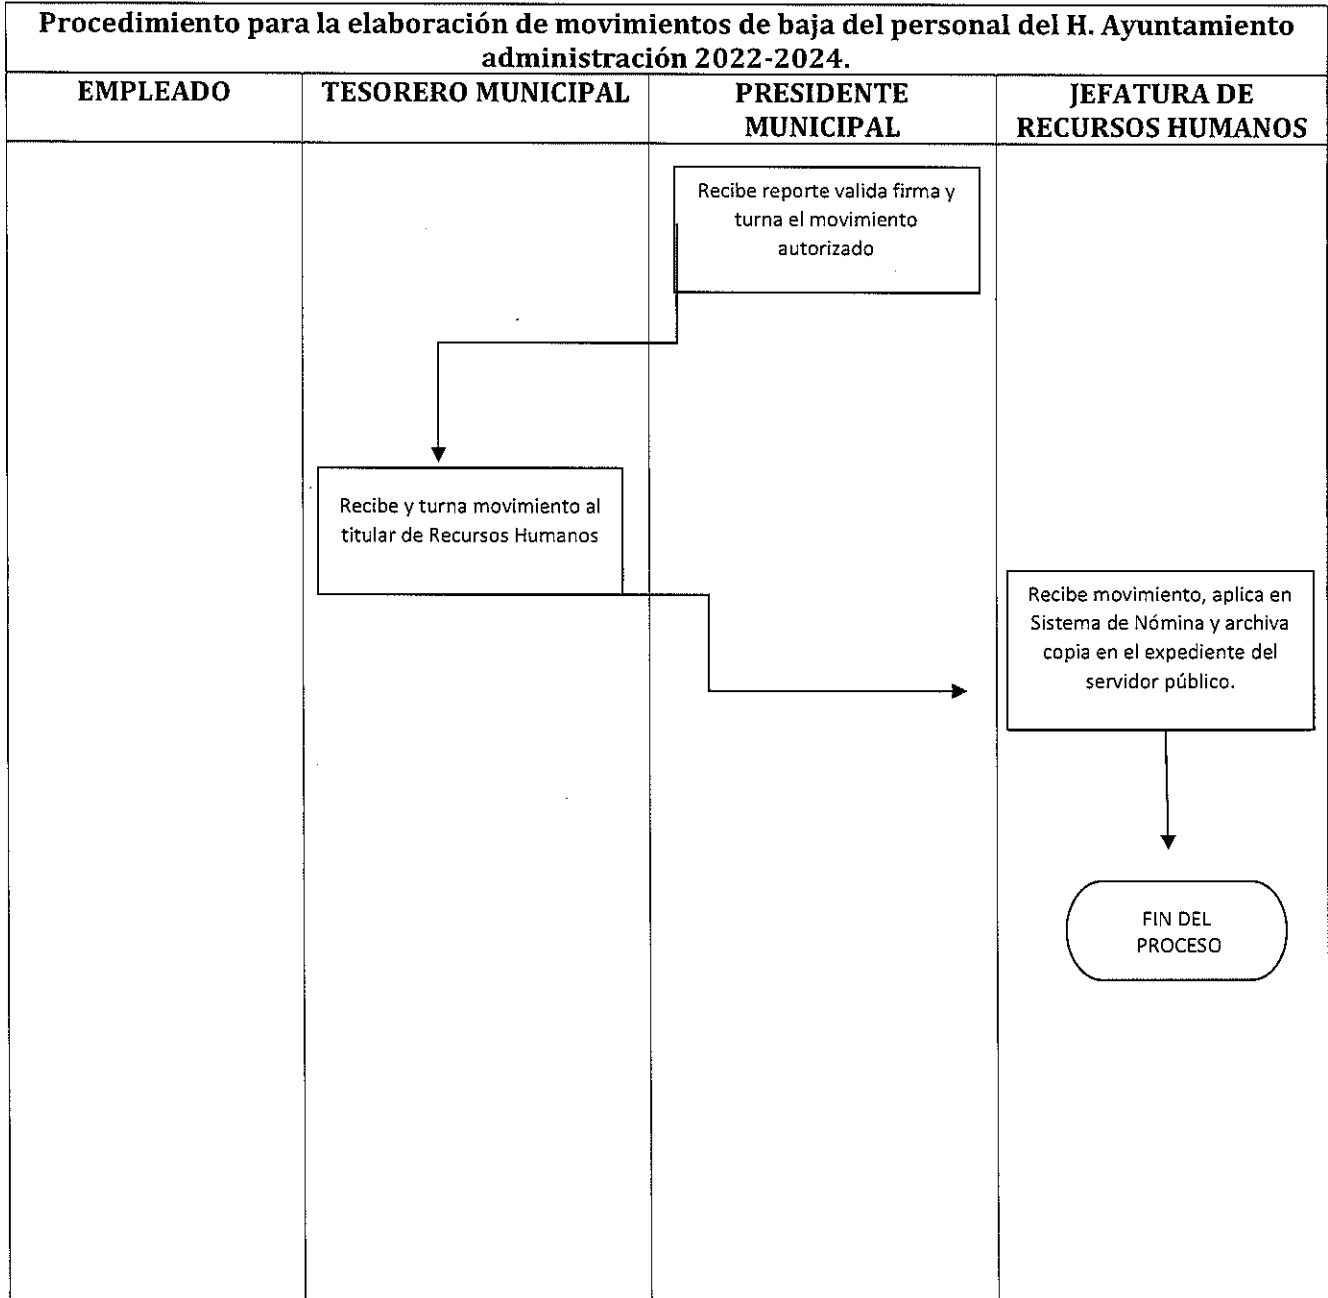 Procedimiento para la elaboración de movimientos de baja del personal del H. Ayuntamiento
administración 2022-2024.
EMPLEADO
TESORERO MUNICIPAL
PRESIDENTE
MUNICIPAL
JEFATURA DE
RECURSOS HUMANOS
Recibe reporte valida firma y
turna el movimiento
autorizado
Recibe y turna movimiento al
titular de Recursos Humanos
Recibe movimiento, aplica en
Sistema de Nómina y archiva
copia en el expediente del
servidor público.
FIN DEL
PROCESO